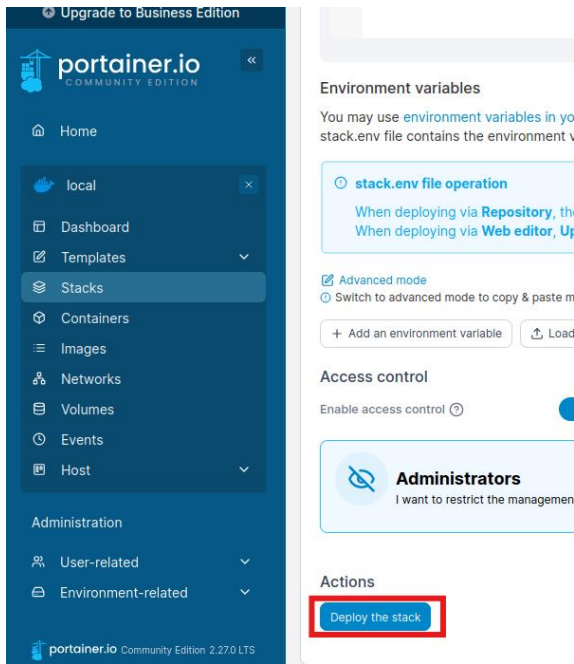 Upgrade to Business Edition
portainer.io
COMMUNITY EDITION
Home
local
Dashboard
Templates
Stacks
Containers
Images
Networks
Volumes
Events
Host
Administration
User-related
Environment-related
portainer.io Community Edition 2.27.0 LTS
Environment variables
You may use environment variables in yo
stack.env file contains the environment v
stack.env file operation
When deploying via Repository, the
When deploying via Web editor, Up
Advanced mode
Switch to advanced mode to copy & paste m
+ Add an environment variable
Load
Access control
Enable access control
Administrators
I want to restrict the managemen
Actions
Deploy the stack